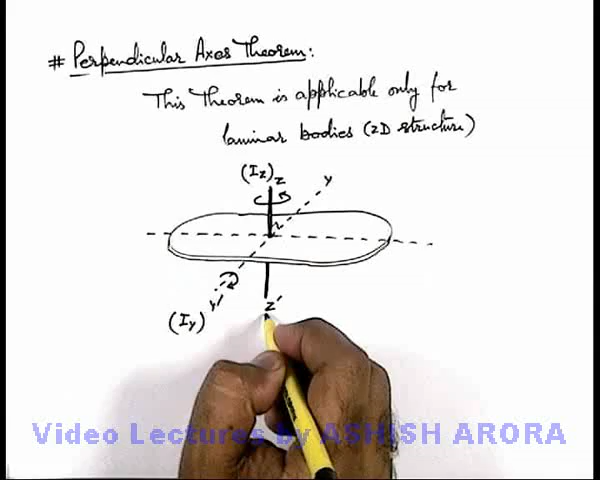 # Perpendicular Axes Theorem:
This Theorem is applicable only for
laminar bodies (2D structure)
(Iz) z
Y
Y'
(IY)
z'
Video Lectures by ASHISH ARORA